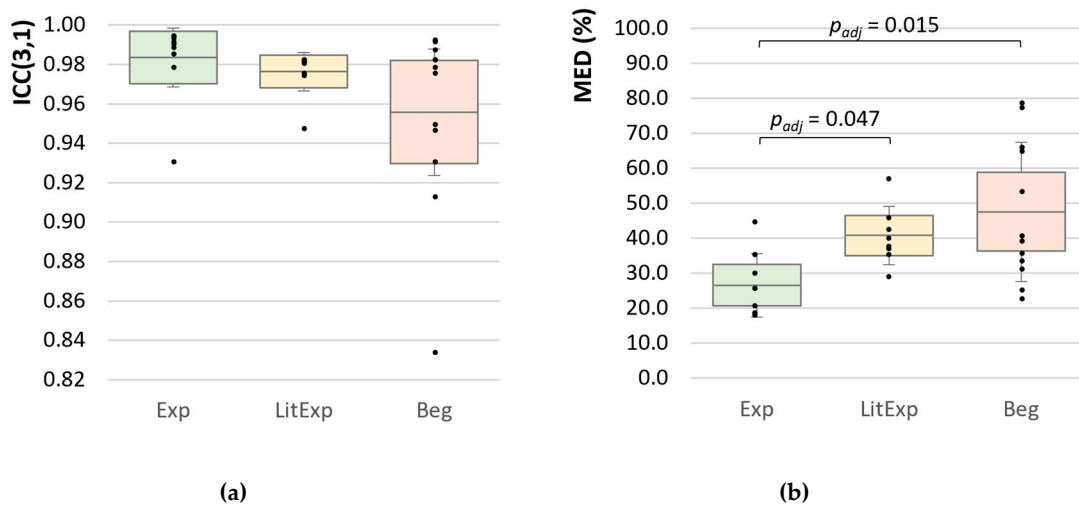 ICC(3,1)
1.00
0.98
0.96
0.94
0.92
0.90
0.88
0.86
0.84
0.82
Exp LitExp Beg
(a)
MED (%)
100.0
90.0
80.0
70.0
60.0
50.0
40.0
30.0
20.0
10.0
0.0
padj = 0.015
padj = 0.047
Exp LitExp Beg
(b)